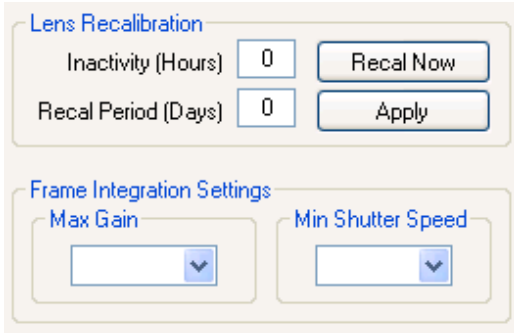 Lens Recalibration
Inactivity (Hours) 0 Recal Now
Recal Period (Days) 0 Apply
Frame Integration Settings
Max Gain Min Shutter Speed